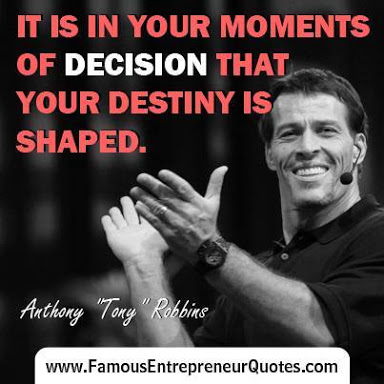 IT IS IN YOUR MOMENTS
OF DECISION THAT
YOUR DESTINY IS
SHAPED.
Anthony "Tony" Robbins
www.FamousEntrepreneurQuotes.com